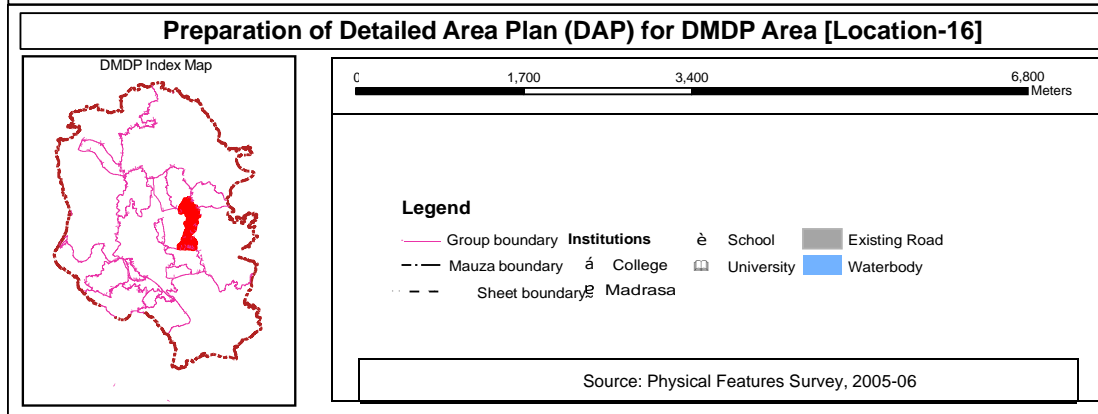 Preparation of Detailed Area Plan (DAP) for DMDP Area [Location-16]
DMDP Index Map
0 1,700 3,400 6,800
Meters
Legend
Group boundary Institutions è School Existing Road
Mauza boundary á College University Waterbody
Sheet boundary Madrasa
Source: Physical Features Survey, 2005-06